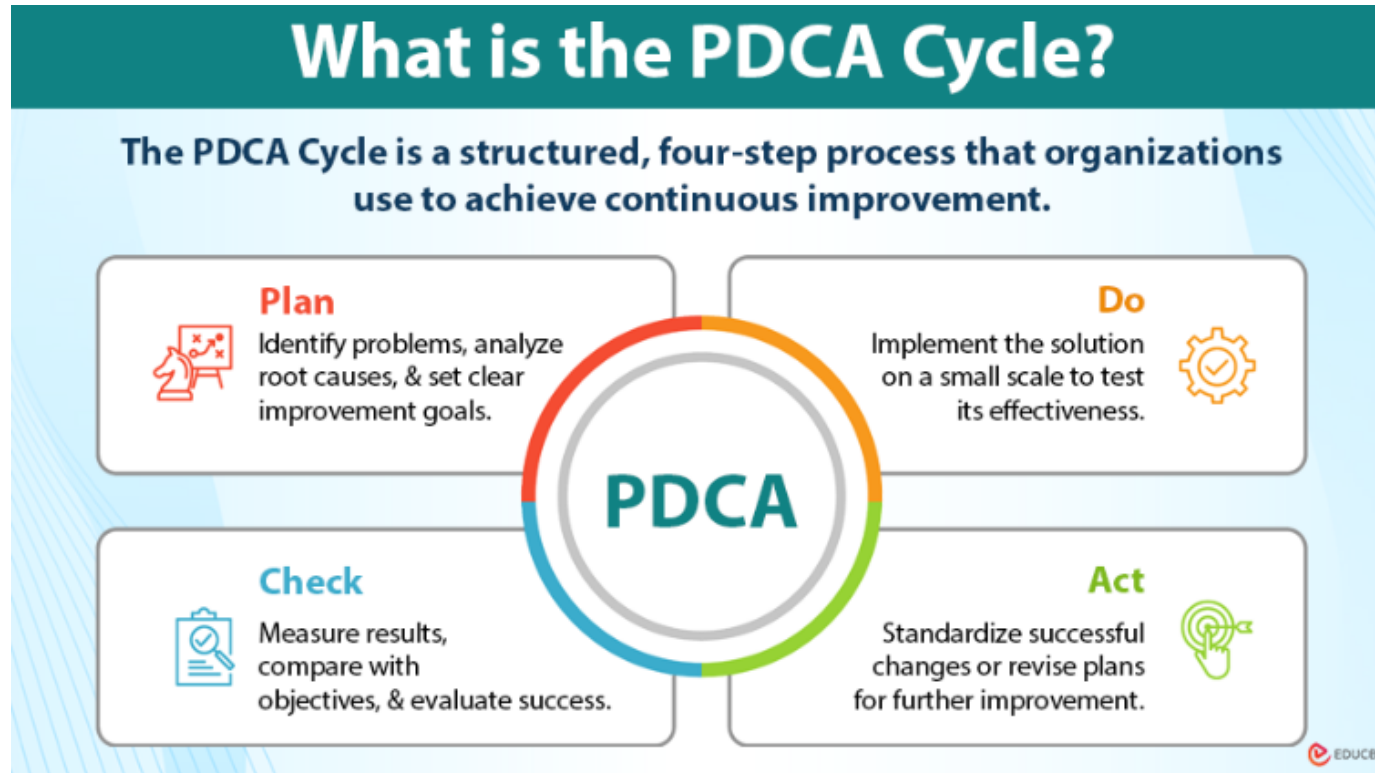 What is the PDCA Cycle?
The PDCA Cycle is a structured, four-step process that organizations
use to achieve continuous improvement.
Plan
Identify problems, analyze
root causes, & set clear
improvement goals.
Do
Implement the solution
on a small scale to test
its effectiveness.
PDCA
Check
Measure results,
compare with
objectives, & evaluate success.
Act
Standardize successful
changes or revise plans
for further improvement.